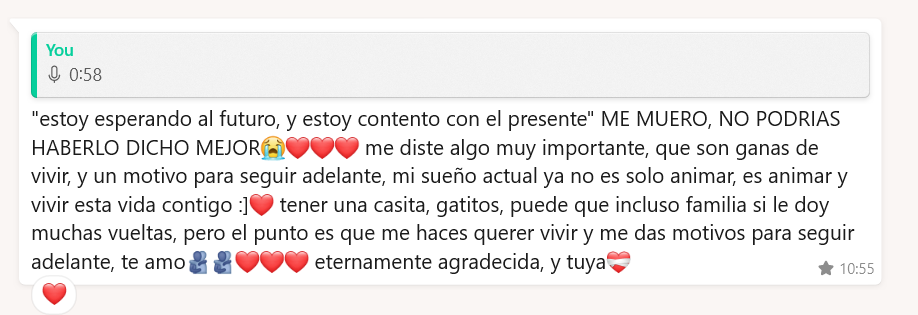 You
0:58
"estoy esperando al futuro, y estoy contento con el presente" ME MUERO, NO PODRIAS
HABERLO DICHO MEJOR😭❤️❤️❤️ me diste algo muy importante, que son ganas de
vivir, y un motivo para seguir adelante, mi sueño actual ya no es solo animar, es animar y
vivir esta vida contigo :]❤️ tener una casita, gatitos, puede que incluso familia si le doy
muchas vueltas, pero el punto es que me haces querer vivir y me das motivos para seguir
adelante, te amo🫂🫂❤️❤️❤️ eternamente agradecida, y tuya❤️‍🩹
10:55